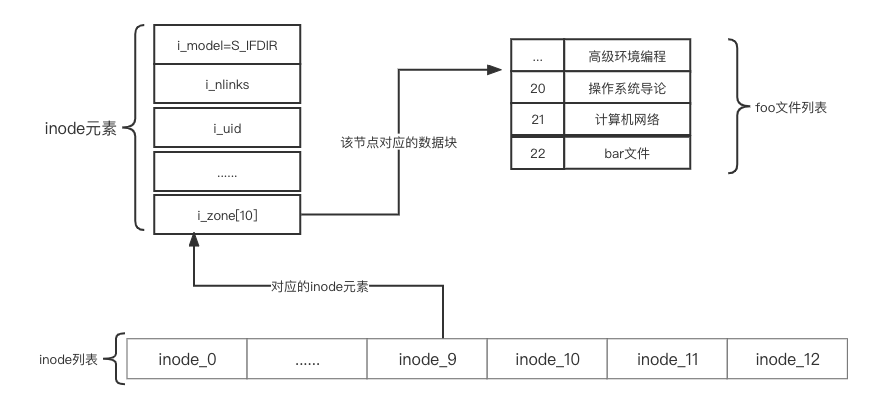 inode元素
i_model=S_IFDIR
i_nlinks
i_uid
......
i_zone[10]
该节点对应的数据块
... 高级环境编程
20 操作系统导论
21 计算机网络
22 bar文件
foo文件列表
对应的inode元素
inode列表
inode_0 ...... inode_9 inode_10 inode_11 inode_12